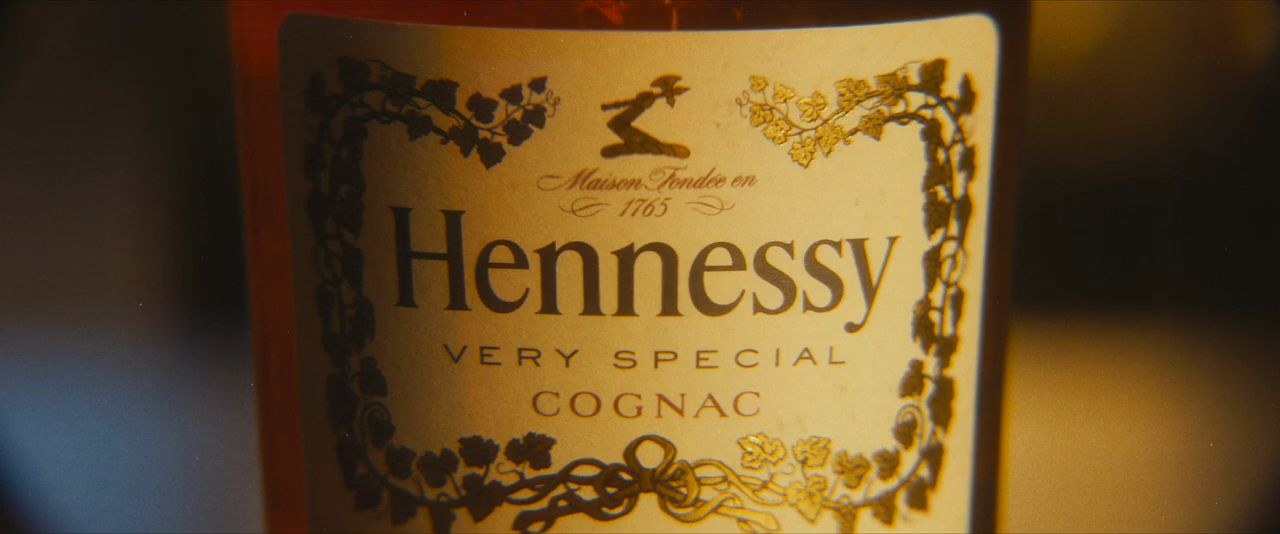 Maison Fondée en
1765
Hennessy
VERY SPECIAL
COGNAC